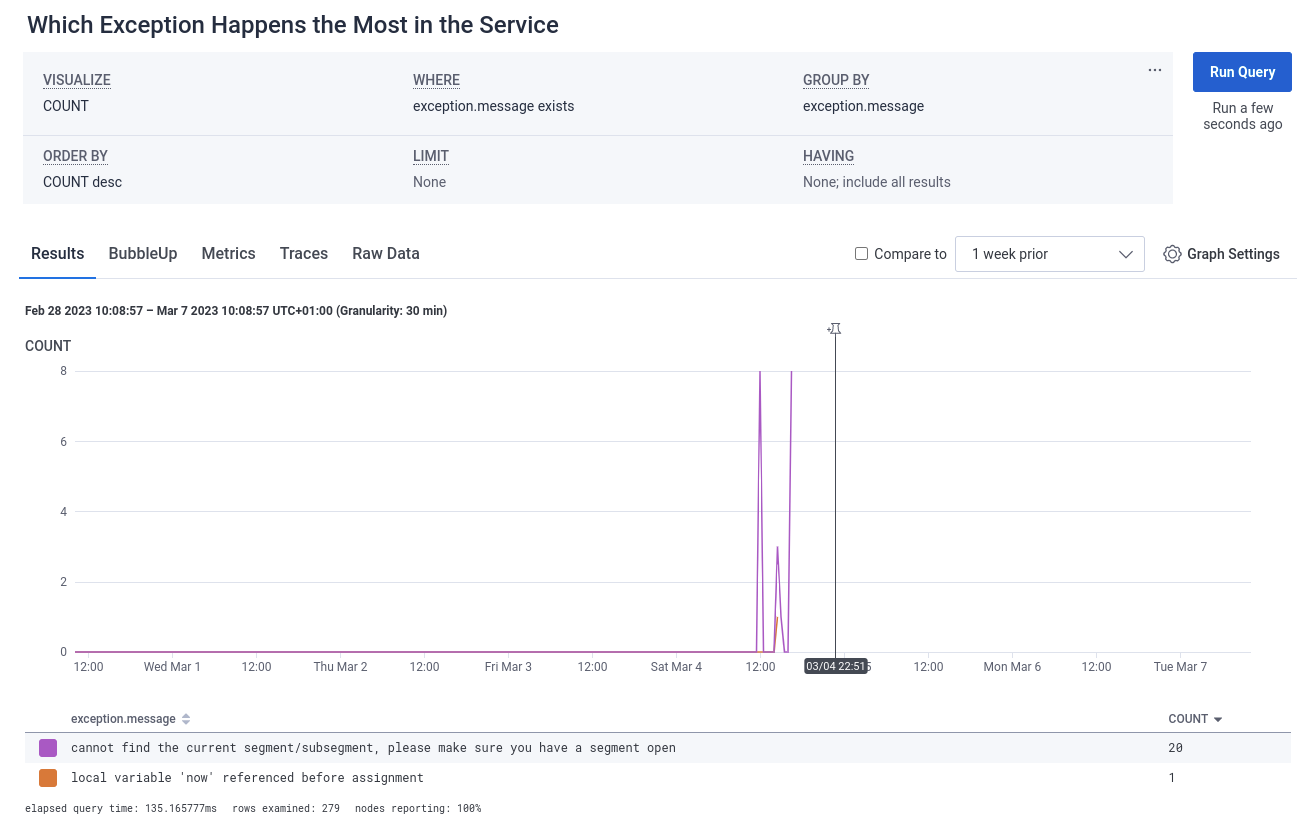 Which Exception Happens the Most in the Service
VISUALIZE WHERE GROUP BY ...
COUNT exception.message exists exception.message
Run Query
Run a few
seconds ago
ORDER BY LIMIT HAVING
COUNT desc None None; include all results
Results BubbleUp Metrics Traces Raw Data Compare to 1 week prior Graph Settings
Feb 28 2023 10:08:57 – Mar 7 2023 10:08:57 UTC+01:00 (Granularity: 30 min)
COUNT
8
6
4
2
0
12:00 Wed Mar 1 12:00 Thu Mar 2 12:00 Fri Mar 3 12:00 Sat Mar 4 12:00 03/04 22:51 12:00 Mon Mar 6 12:00 Tue Mar 7
exception.message COUNT
cannot find the current segment/subsegment, please make sure you have a segment open 20
local variable 'now' referenced before assignment 1
elapsed query time: 135.165777ms rows examined: 279 nodes reporting: 100%